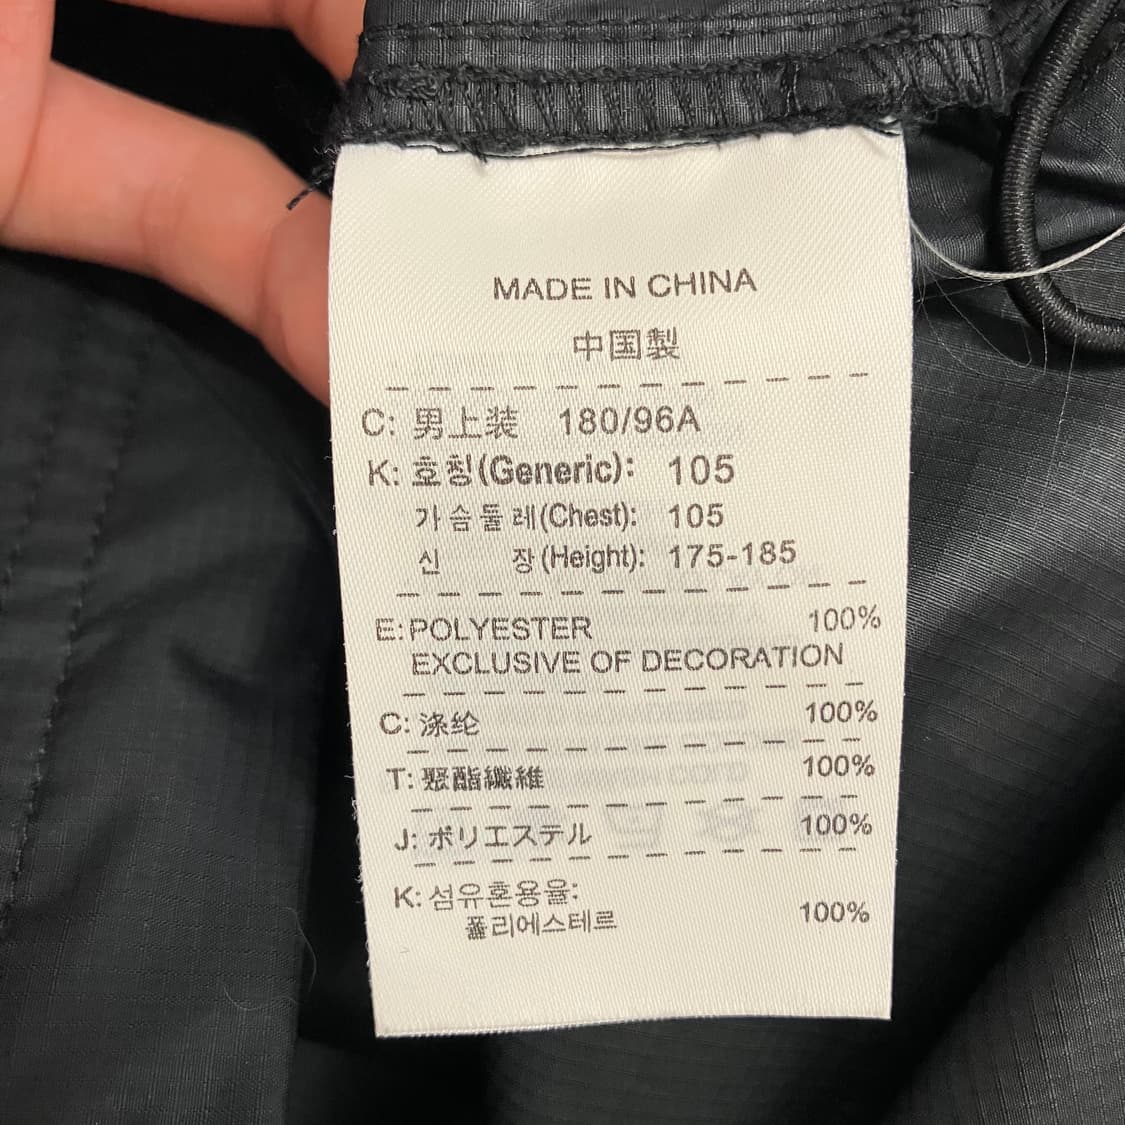 MADE IN CHINA
中国製
C: 男上装 180/96A
K: 호칭(Generic): 105
가슴둘레(Chest): 105
신 장(Height): 175-185
E:POLYESTER 100%
EXCLUSIVE OF DECORATION
C: 涤纶 100%
T: 聚酯纖維 100%
J: ポリエステル 100%
K: 섬유혼용율:
폴리에스테르 100%